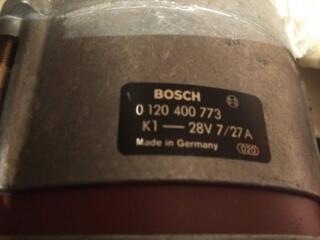 BOSCH
0 120 400 773
K1 — 28V 7/27A
Made in Germany 020